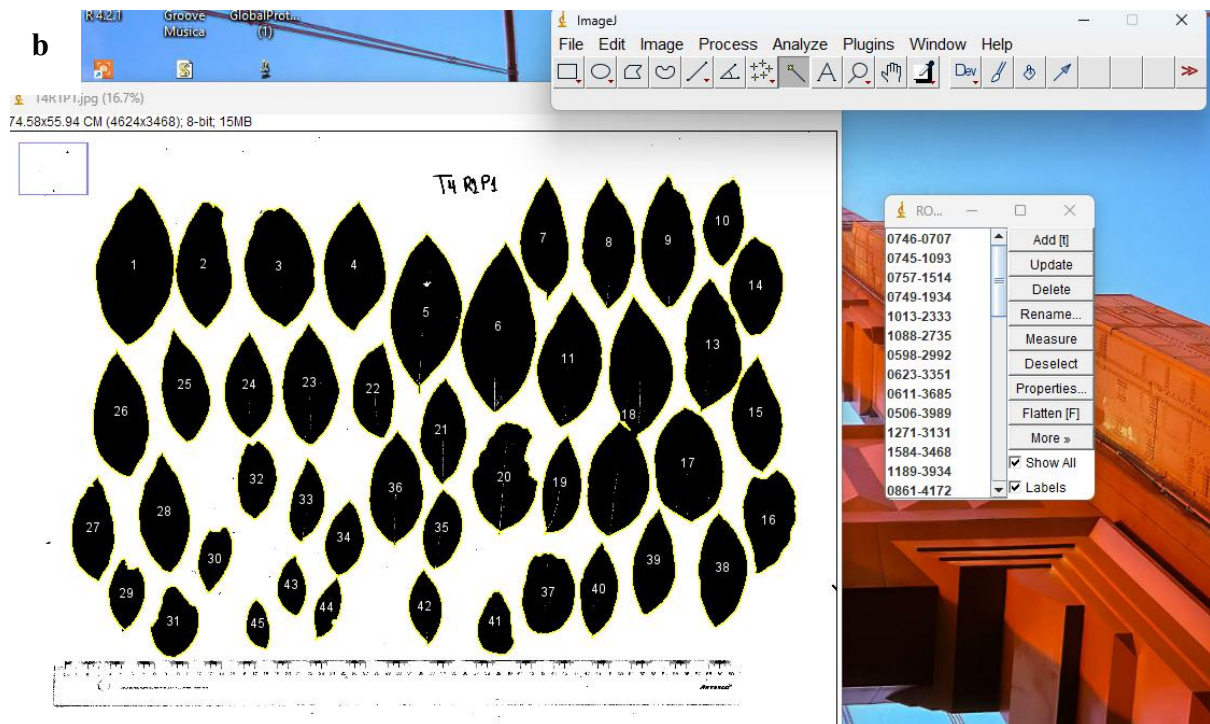 b
R 4.2.1
Groove Música
GlobalProt... (1)
ImageJ
File Edit Image Process Analyze Plugins Window Help
Dev
T4R1P1.jpg (16.7%)
74.58x55.94 CM (4624x3468); 8-bit; 15MB
T4 R1P1
1 2 3 4 5 6 7 8 9 10
11 13 14
26 25 24 23 22 21 18 15
32 33 36 20 19 17 16
27 28 30 34 35 39 38
29 31 43 44 45 42 41 37 40
RO...
0746-0707
0745-1093
0757-1514
0749-1934
1013-2333
1088-2735
0598-2992
0623-3351
0611-3685
0506-3989
1271-3131
1584-3468
1189-3934
0861-4172
Add [t]
Update
Delete
Rename...
Measure
Deselect
Properties...
Flatten [F]
More »
Show All
Labels